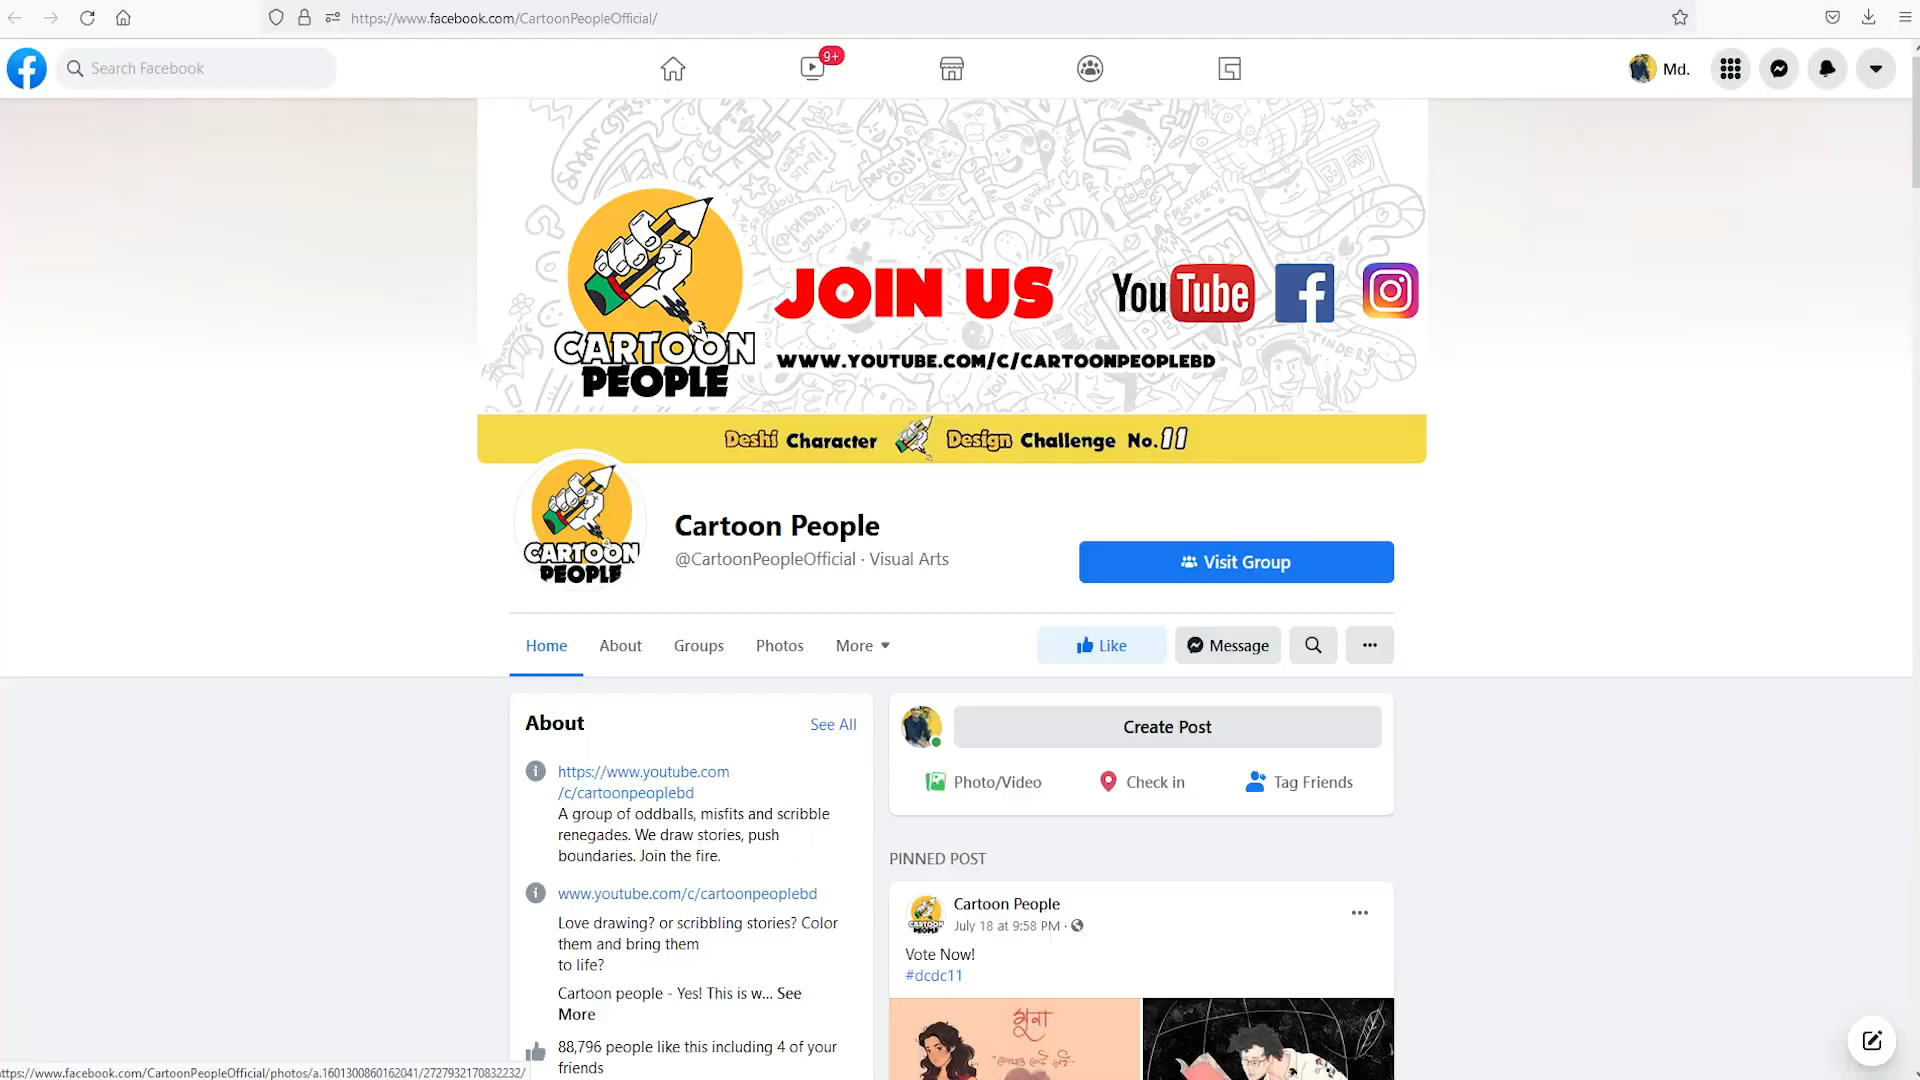 https://www.facebook.com/CartoonPeopleOfficial/
Search Facebook
9+
Md.
JOIN US
YouTube
CARTOON
PEOPLE
WWW.YOUTUBE.COM/C/CARTOONPEOPLEBD
Deshi Character Design Challenge No.11
CARTOON
PEOPLE
Cartoon People
@CartoonPeopleOfficial · Visual Arts
Visit Group
Home
About
Groups
Photos
More
Like
Message
About
See All
https://www.youtube.com
/c/cartoonpeoplebd
A group of oddballs, misfits and scribble
renegades. We draw stories, push
boundaries. Join the fire.
www.youtube.com/c/cartoonpeoplebd
Love drawing? or scribbling stories? Color
them and bring them
to life?
Cartoon people - Yes! This is w... See
More
88,796 people like this including 4 of your
friends
Create Post
Photo/Video
Check in
Tag Friends
PINNED POST
CARTOON
PEOPLE
Cartoon People
July 18 at 9:58 PM ·
Vote Now!
#dcdc11
ttps://www.facebook.com/CartoonPeopleOfficial/photos/a.1601300860162041/2727932170832232/